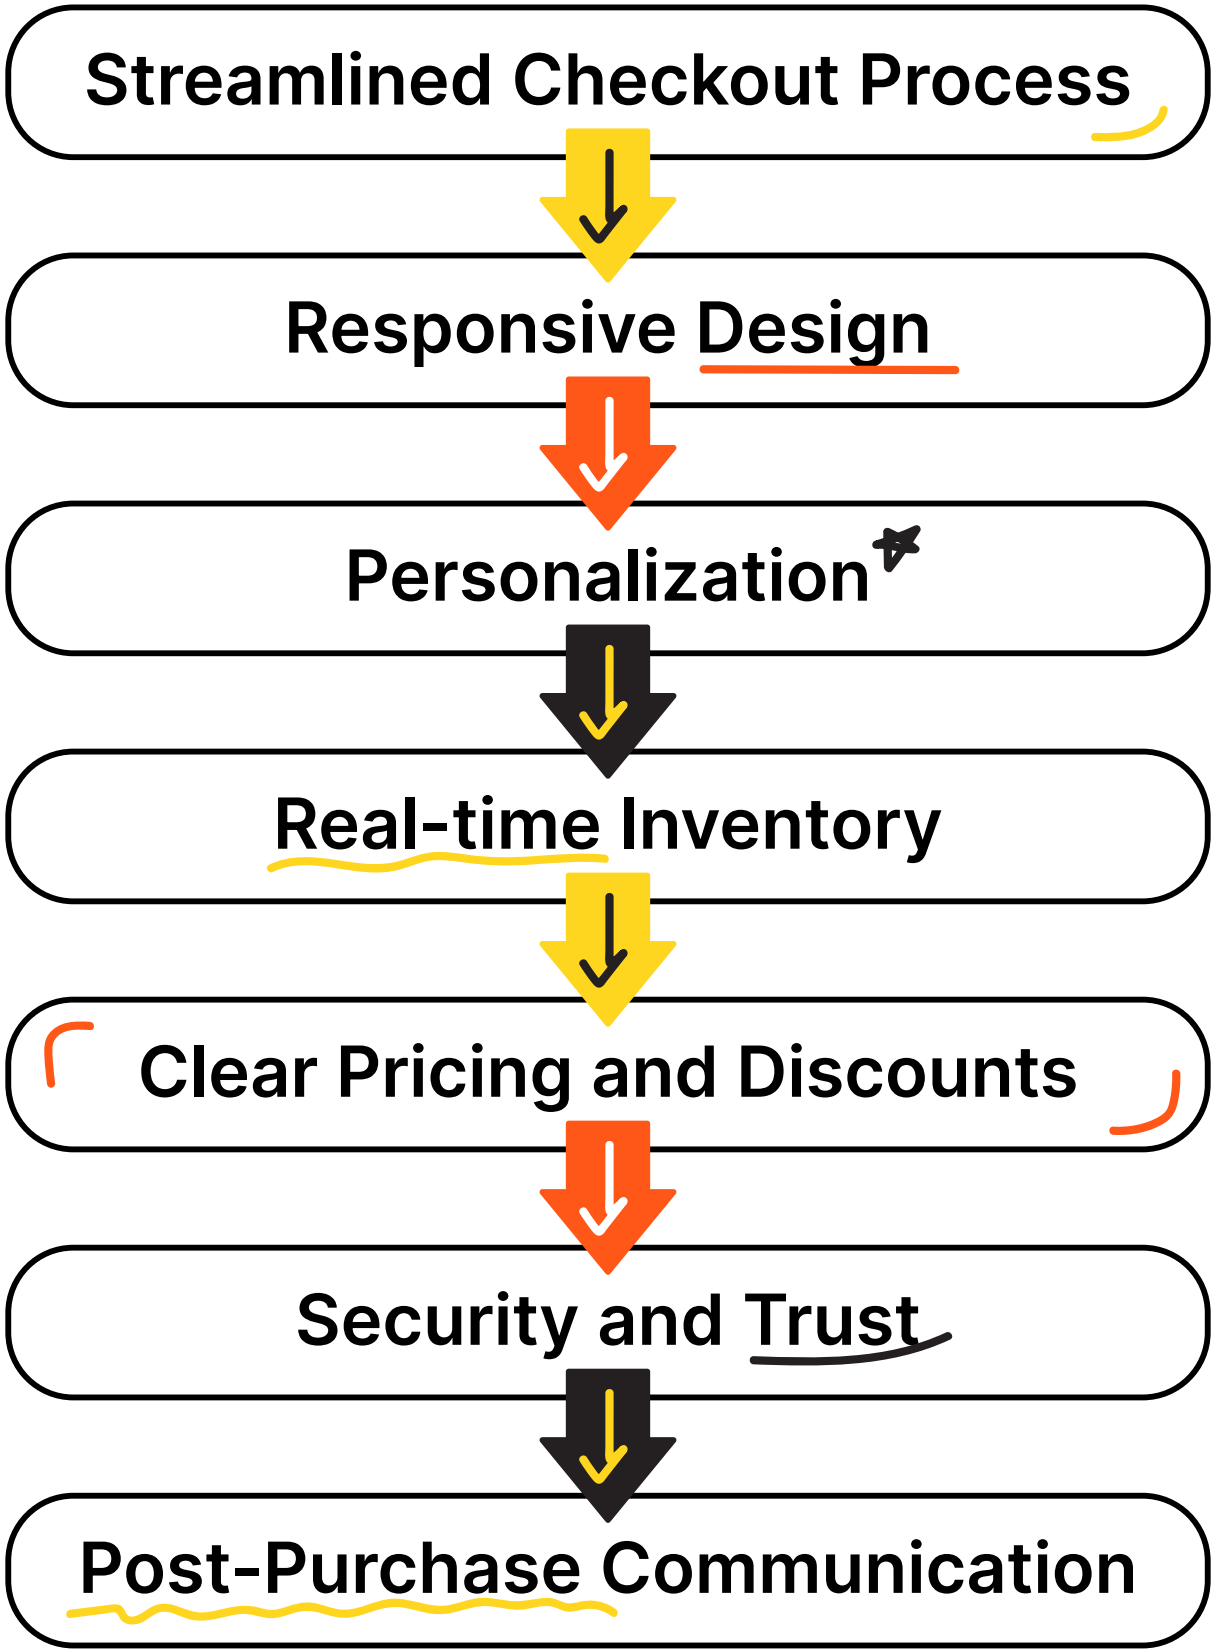 Streamlined Checkout Process
Responsive Design
Personalization
Real-time Inventory
Clear Pricing and Discounts
Security and Trust
Post-Purchase Communication